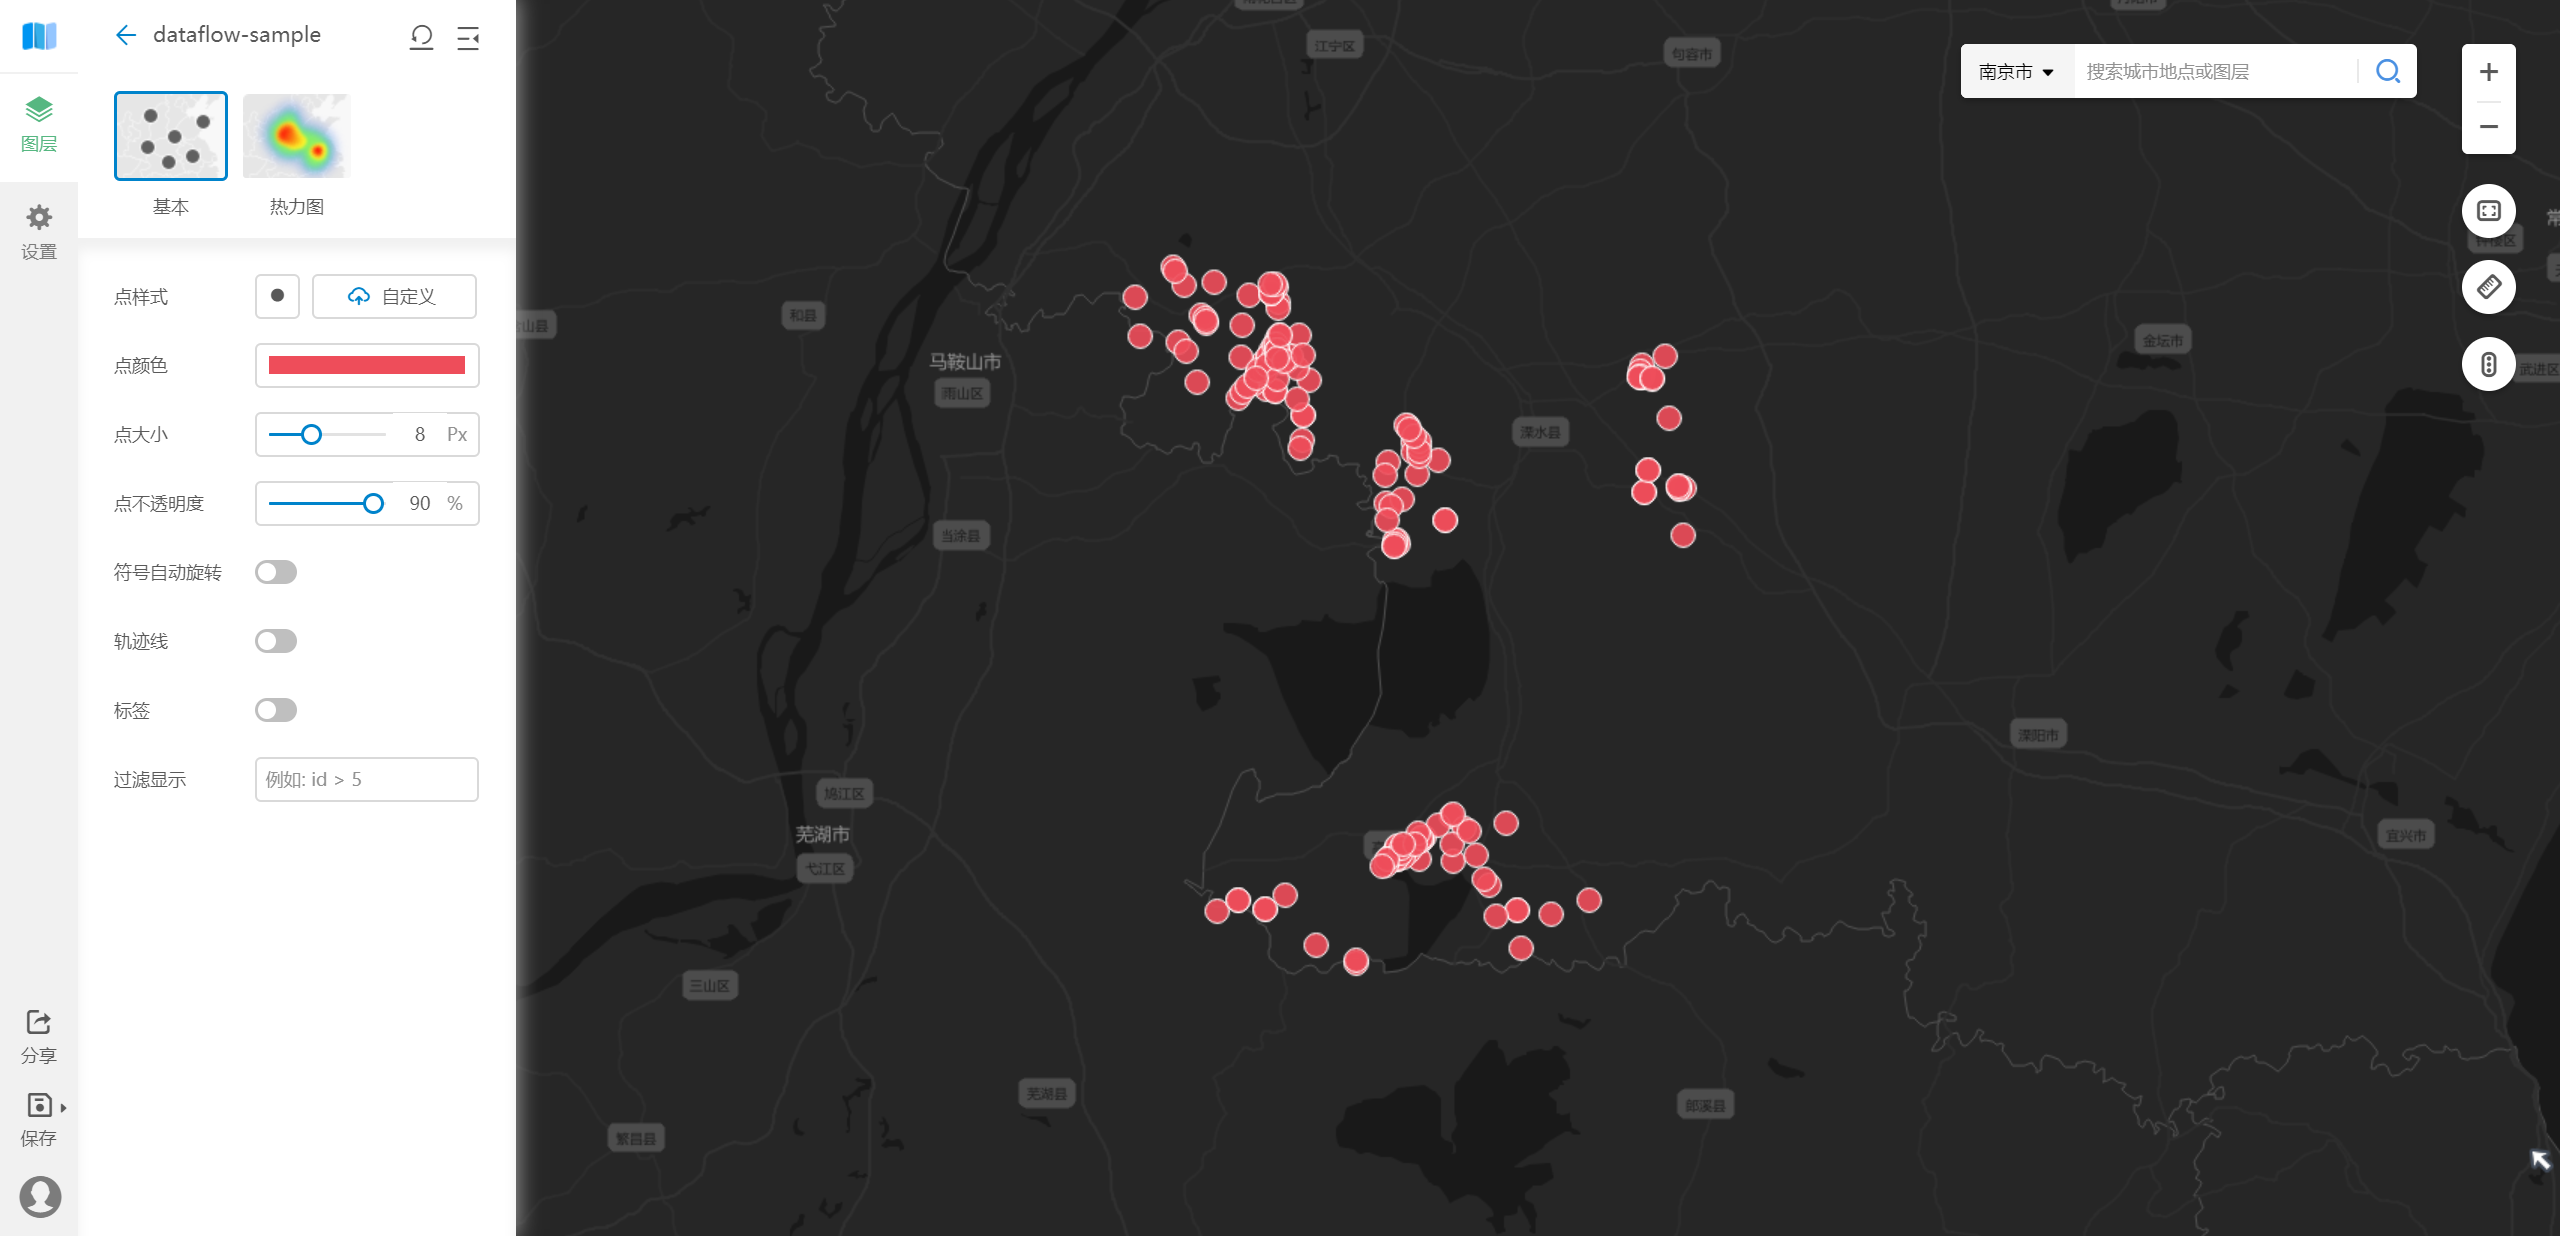 dataflow-sample
图层
设置
基本
热力图
点样式
自定义
点颜色
点大小
8 Px
点不透明度
90 %
符号自动旋转
轨迹线
标签
过滤显示
例如: id > 5
分享
保存
南京市
搜索城市地点或图层
江宁区
句容市
和县
马鞍山市
雨山区
金坛市
武进区
溧水县
当涂县
溧阳市
鸠江区
芜湖市
弋江区
宜兴市
三山区
芜湖县
郎溪县
繁昌县